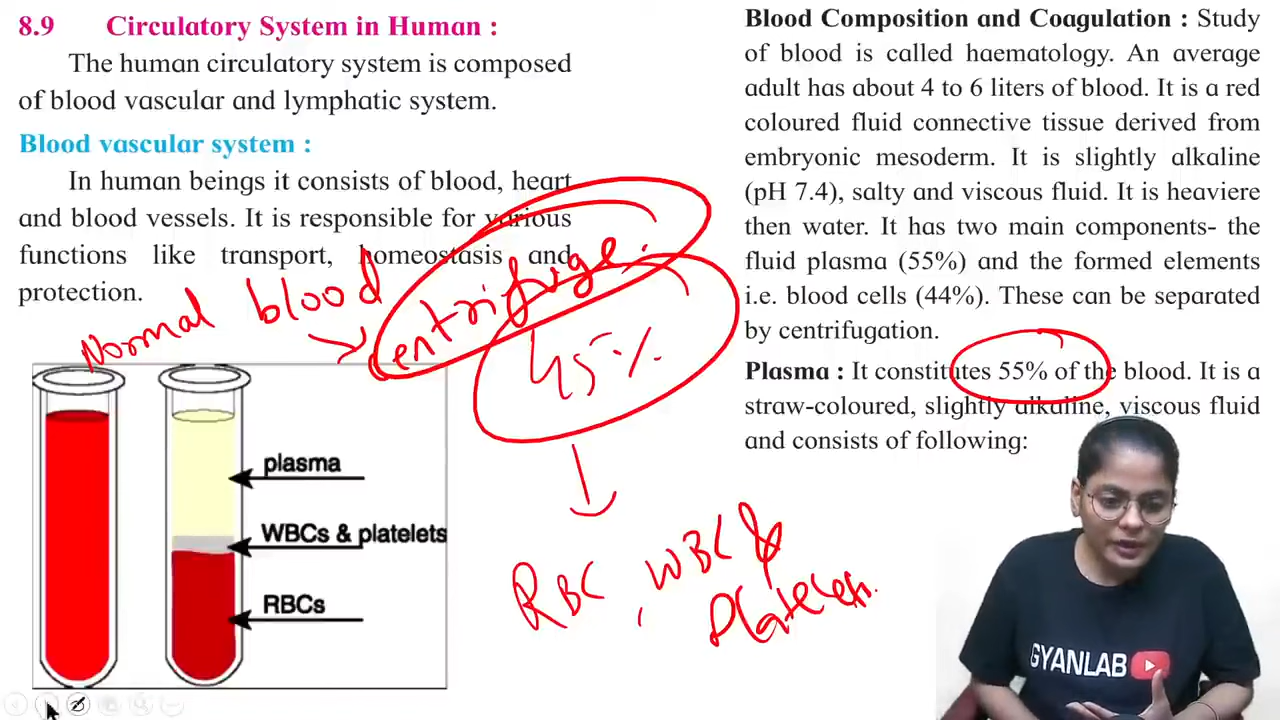 8.9 Circulatory System in Human :
The human circulatory system is composed
of blood vascular and lymphatic system.
Blood vascular system :
In human beings it consists of blood, heart
and blood vessels. It is responsible for various
functions like transport, homeostasis and
protection.
Normal blood
centrifuge.
45%
plasma
WBCs & platelets
RBCs
RBC , WBC &
Platelets.
Blood Composition and Coagulation : Study
of blood is called haematology. An average
adult has about 4 to 6 liters of blood. It is a red
coloured fluid connective tissue derived from
embryonic mesoderm. It is slightly alkaline
(pH 7.4), salty and viscous fluid. It is heaviere
then water. It has two main components- the
fluid plasma (55%) and the formed elements
i.e. blood cells (44%). These can be separated
by centrifugation.
Plasma : It constitutes 55% of the blood. It is a
straw-coloured, slightly alkaline, viscous fluid
and consists of following:
GYANLAB